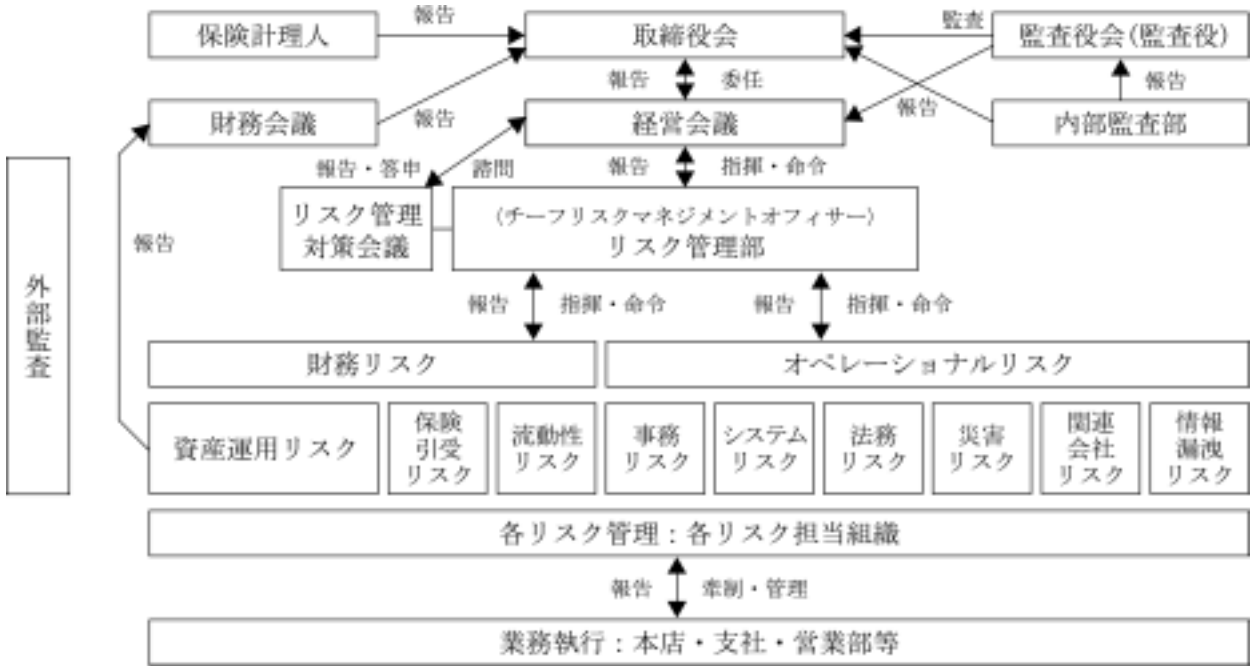 保険計理人
報告
取締役会
監査
監査役会(監査役)
報告
委任
報告
財務会議
報告
経営会議
報告
内部監査部
報告・答申
諮問
報告
指揮・命令
リスク管理
対策会議
(チーフリスクマネジメントオフィサー)
リスク管理部
報告
外部監査
報告
指揮・命令
報告
指揮・命令
財務リスク
オペレーショナルリスク
資産運用リスク
保険
引受
リスク
流動性
リスク
事務
リスク
システム
リスク
法務
リスク
災害
リスク
関連
会社
リスク
情報
漏洩
リスク
各リスク管理：各リスク担当組織
報告
牽制・管理
業務執行：本店・支社・営業部等